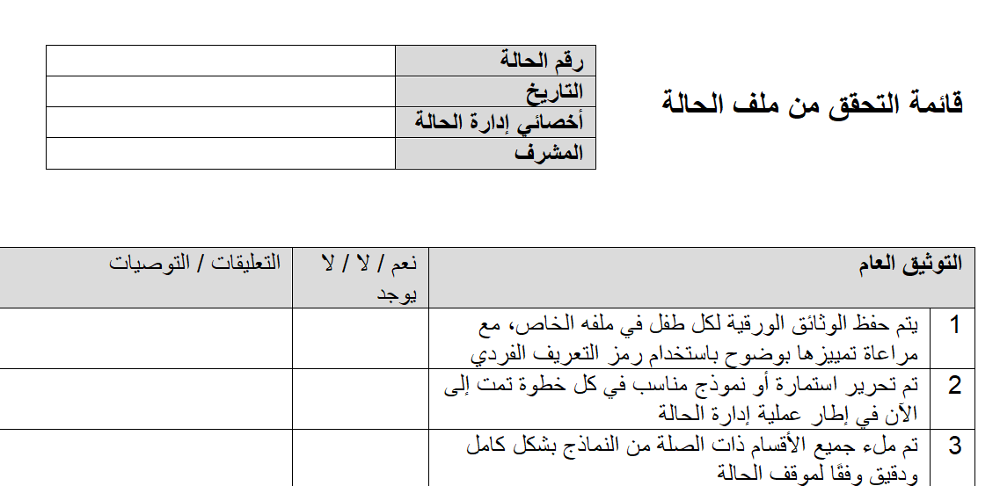 قائمة التحقق من ملف الحالة
رقم الحالة
التاريخ
أخصائي إدارة الحالة
المشرف
التوثيق العام
نعم / لا / لا
يوجد
التعليقات / التوصيات
1
يتم حفظ الوثائق الورقية لكل طفل في ملفه الخاص، مع
مراعاة تمييزها بوضوح باستخدام رمز التعريف الفردي
2
تم تحرير استمارة أو نموذج مناسب في كل خطوة تمت إلى
الآن في إطار عملية إدارة الحالة
3
تم ملء جميع الأقسام ذات الصلة من النماذج بشكل كامل
ودقيق وفقًا لموقف الحالة